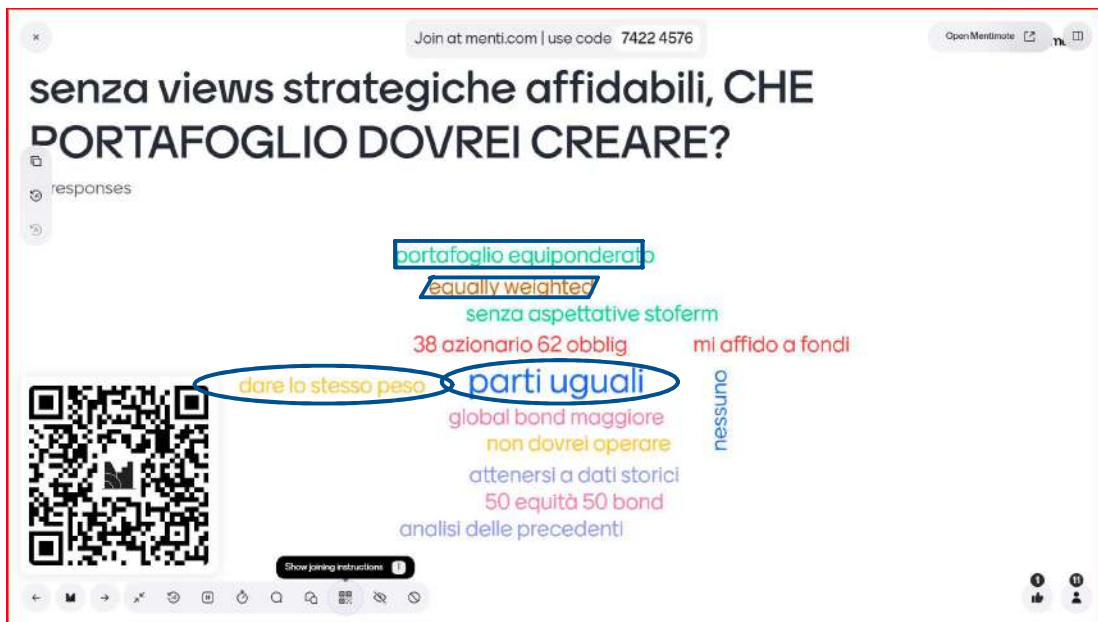 Join at menti.com | use code 7422 4576
Open Mentimote
senza views strategiche affidabili, CHE
PORTAFOGLIO DOVREI CREARE?
responses
portafoglio equiponderato
equally weighted
senza aspettative stoferm
38 azionario 62 obblig
mi affido a fondi
dare lo stesso peso
parti uguali
nessuno
global bond maggiore
non dovrei operare
attenersi a dati storici
50 equità 50 bond
analisi delle precedenti
Show joining instructions I
1 11